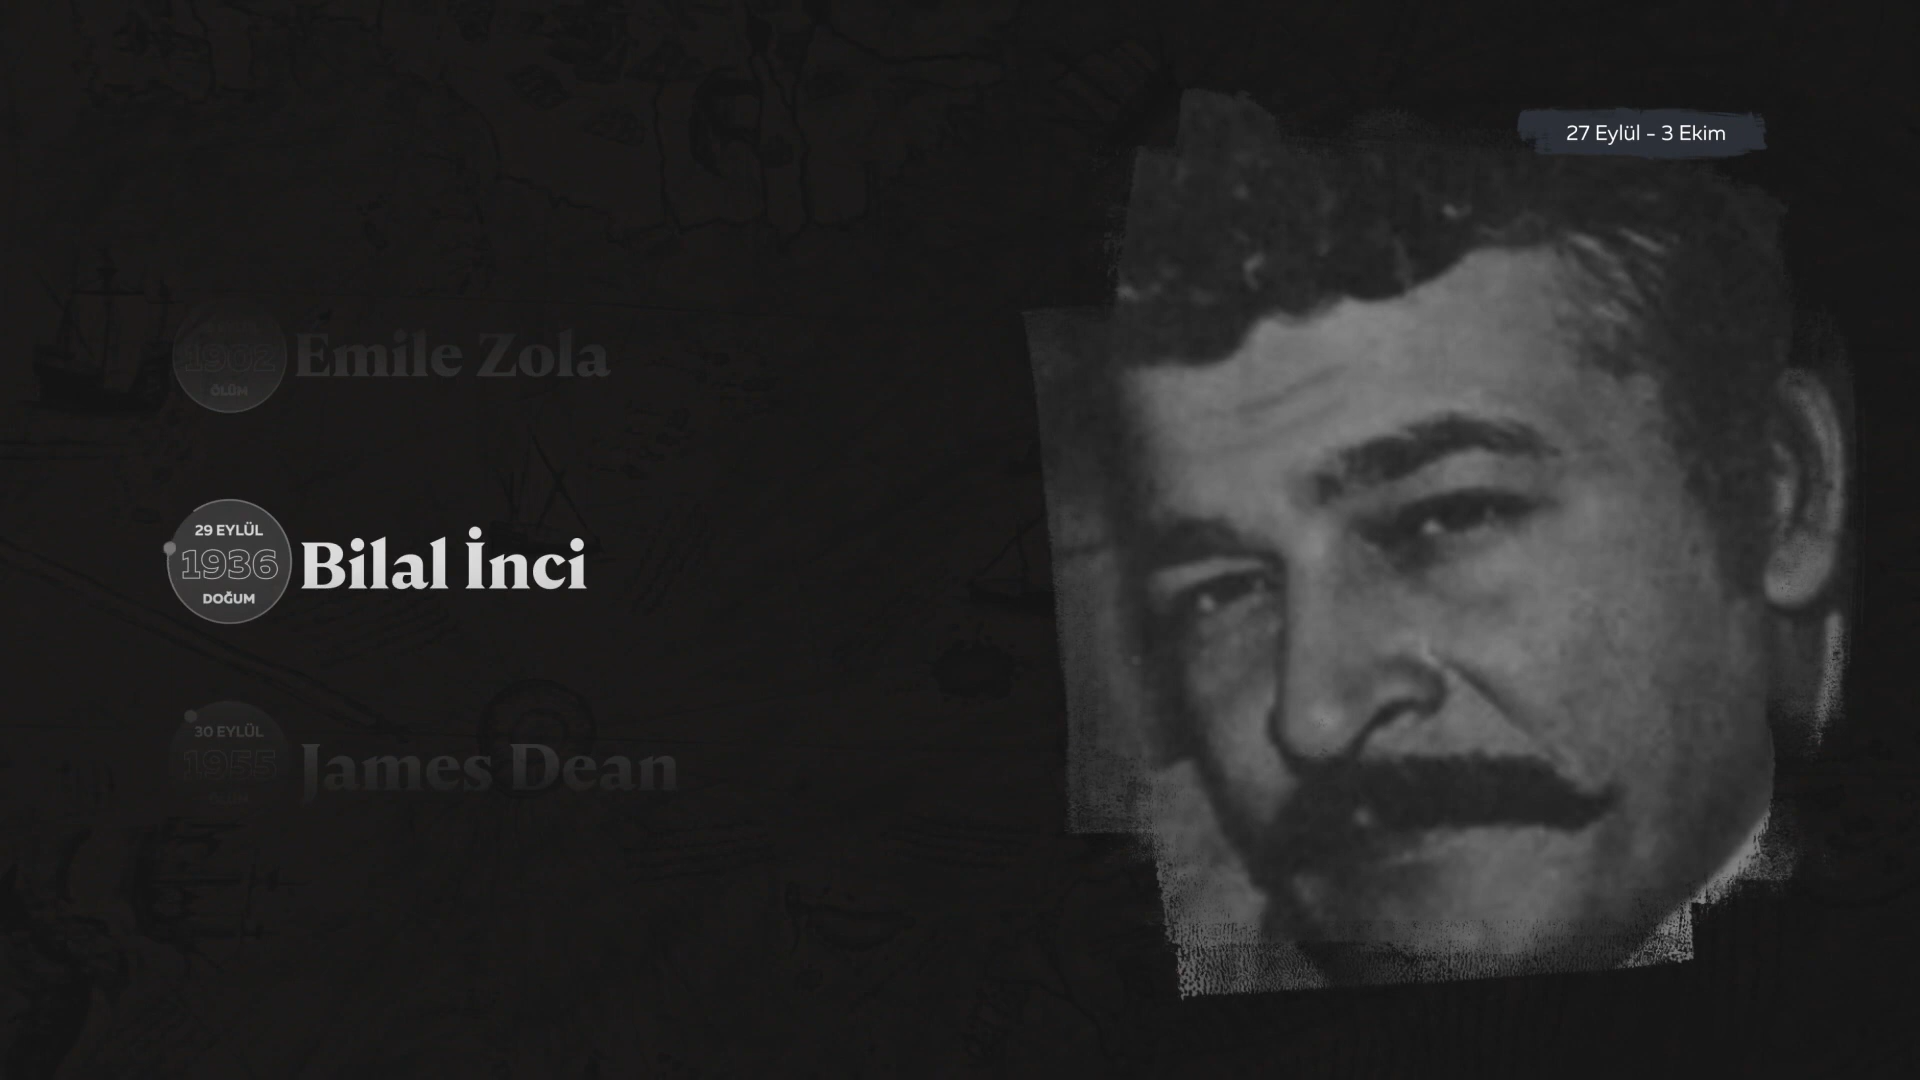 27 Eylül - 3 Ekim
1902
ÖLÜM
Emile Zola
29 EYLÜL
1936
DOĞUM
Bilal İnci
30 EYLÜL
1955
ÖLÜM
James Dean